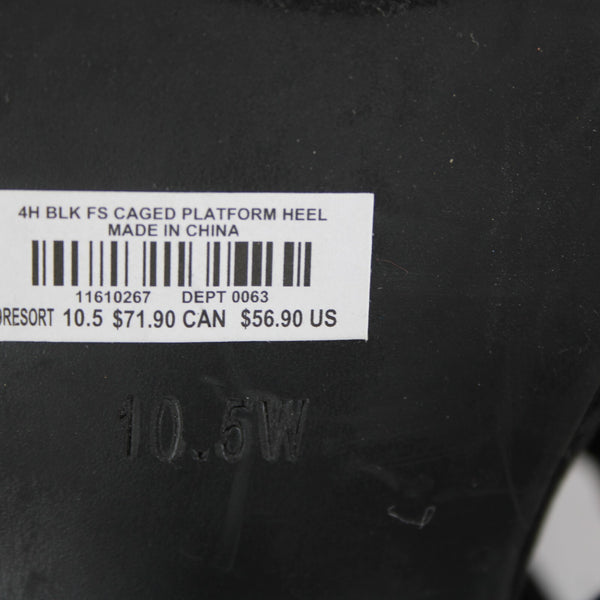 4H BLK FS CAGED PLATFORM HEEL
MADE IN CHINA
11610267 DEPT 0063
9RESORT 10.5 $71.90 CAN $56.90 US
10.5W